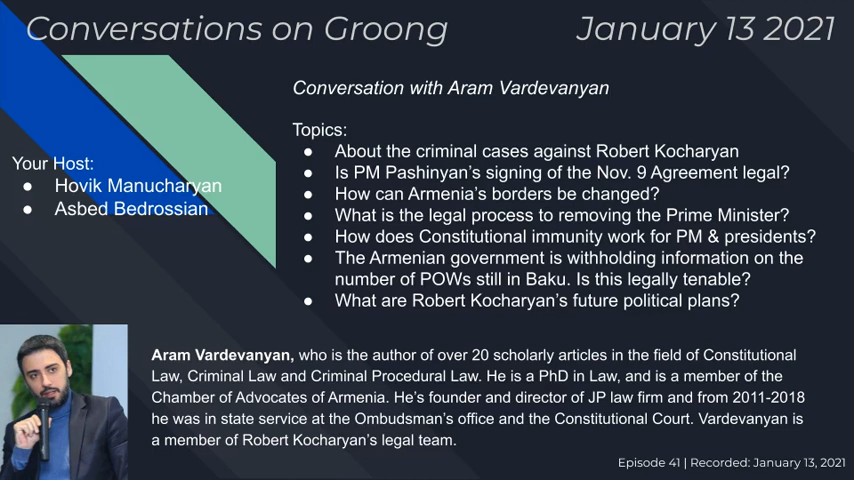 Conversations on Groong
January 13 2021
Conversation with Aram Vardevanyan
Topics:
● About the criminal cases against Robert Kocharyan
● Is PM Pashinyan's signing of the Nov. 9 Agreement legal?
● How can Armenia's borders be changed?
● What is the legal process to removing the Prime Minister?
● How does Constitutional immunity work for PM & presidents?
● The Armenian government is withholding information on the
number of POWs still in Baku. Is this legally tenable?
● What are Robert Kocharyan's future political plans?
Your Host:
● Hovik Manucharyan
● Asbed Bedrossian
Aram Vardevanyan, who is the author of over 20 scholarly articles in the field of Constitutional
Law, Criminal Law and Criminal Procedural Law. He is a PhD in Law, and is a member of the
Chamber of Advocates of Armenia. He's founder and director of JP law firm and from 2011-2018
he was in state service at the Ombudsman's office and the Constitutional Court. Vardevanyan is
a member of Robert Kocharyan's legal team.
Episode 41 | Recorded: January 13, 2021